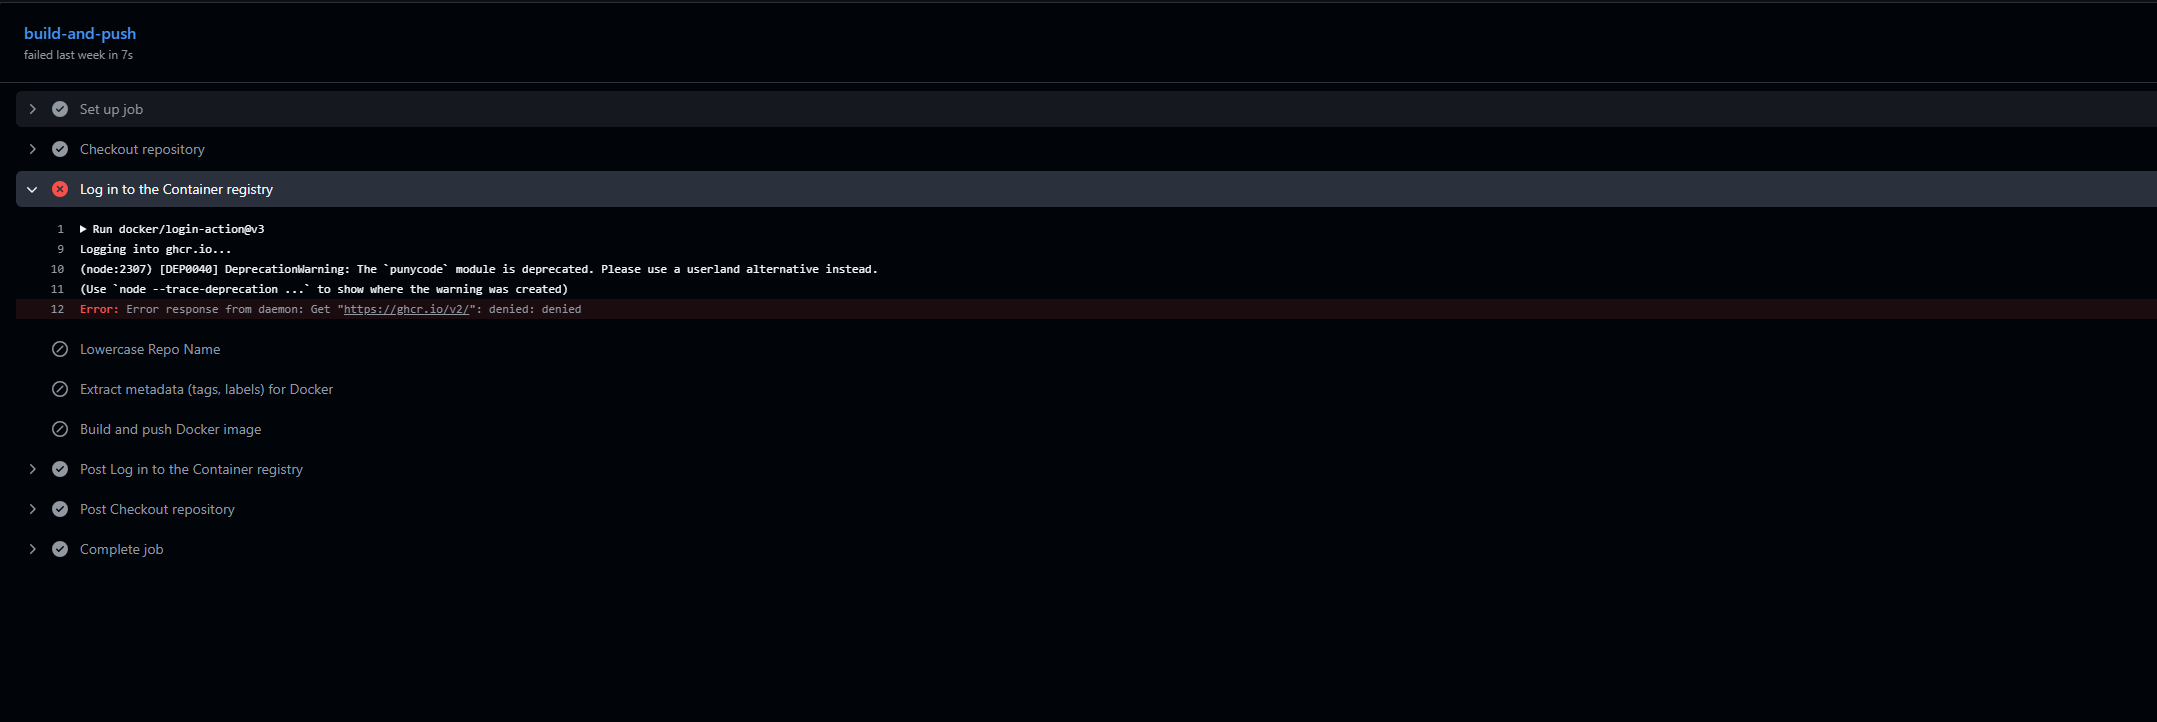 build-and-push
failed last week in 7s
Set up job
Checkout repository
Log in to the Container registry
1 Run docker/login-action@v3
9 Logging into ghcr.io...
10 (node:2307) [DEP0040] DeprecationWarning: The `punycode` module is deprecated. Please use a userland alternative instead.
11 (Use `node --trace-deprecation ...` to show where the warning was created)
12 Error: Error response from daemon: Get "https://ghcr.io/v2/": denied: denied
Lowercase Repo Name
Extract metadata (tags, labels) for Docker
Build and push Docker image
Post Log in to the Container registry
Post Checkout repository
Complete job